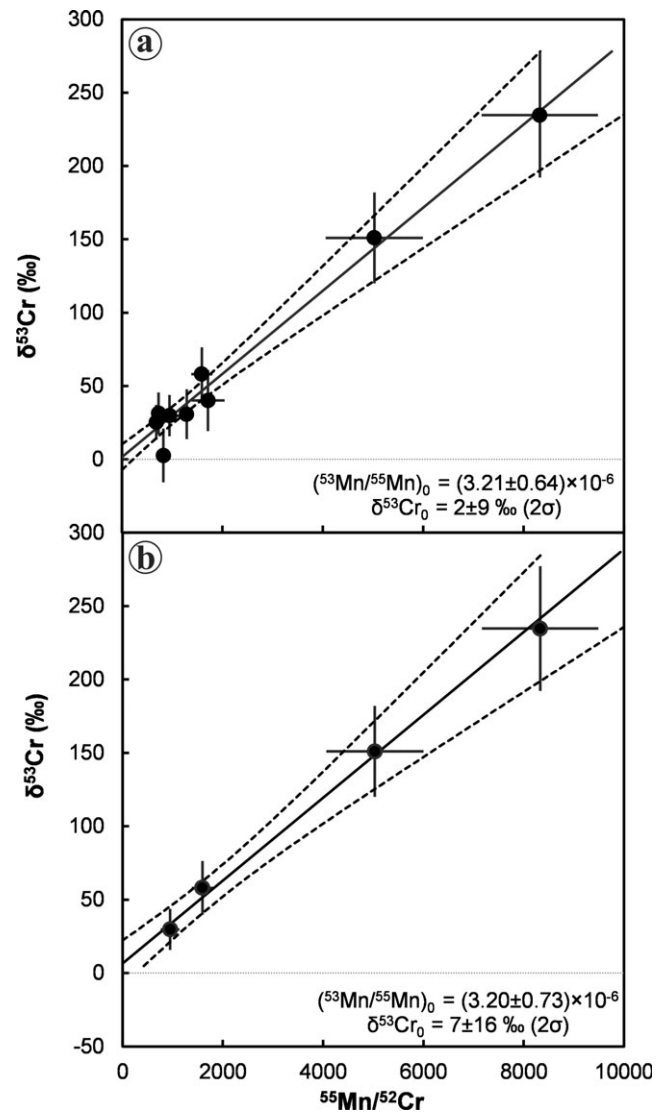 a
300
250
200
150
100
50
0
-50
δ⁵³Cr (‰)
(⁵³Mn/⁵⁵Mn)₀ = (3.21±0.64)×10⁻⁶
δ⁵³Cr₀ = 2±9 ‰ (2σ)
b
300
250
200
150
100
50
0
-50
δ⁵³Cr (‰)
(⁵³Mn/⁵⁵Mn)₀ = (3.20±0.73)×10⁻⁶
δ⁵³Cr₀ = 7±16 ‰ (2σ)
0 2000 4000 6000 8000 10000
⁵⁵Mn/⁵²Cr